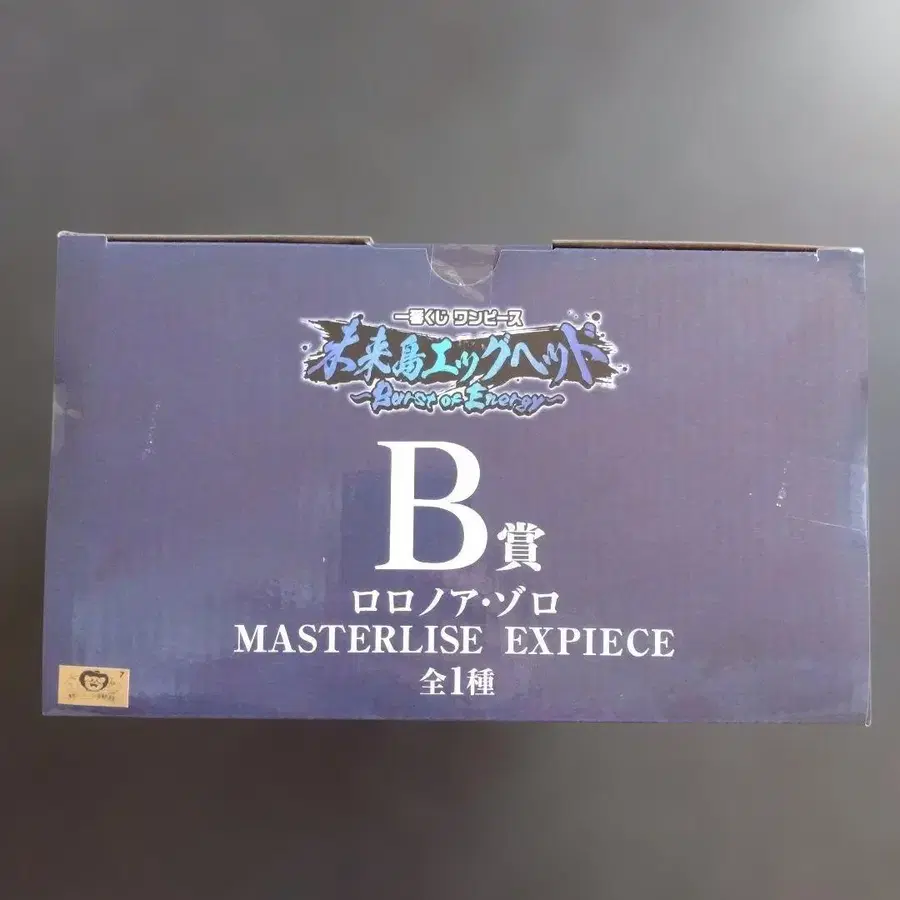 一番くじ ワンピース
未来島エッグヘッド
～Burst of Energy～
B賞
ロロノア・ゾロ
MASTERLISE EXPIECE
全1種